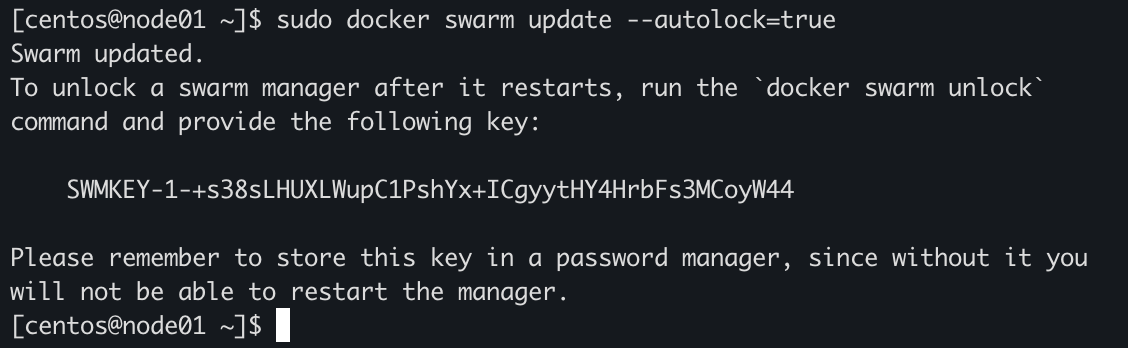 [centos@node01 ~]$ sudo docker swarm update --autolock=true
Swarm updated.
To unlock a swarm manager after it restarts, run the `docker swarm unlock`
command and provide the following key:

    SWMKEY-1-+s38sLHUXLWupC1PshYx+ICgyytHY4HrbFs3MCoyW44

Please remember to store this key in a password manager, since without it you
will not be able to restart the manager.
[centos@node01 ~]$